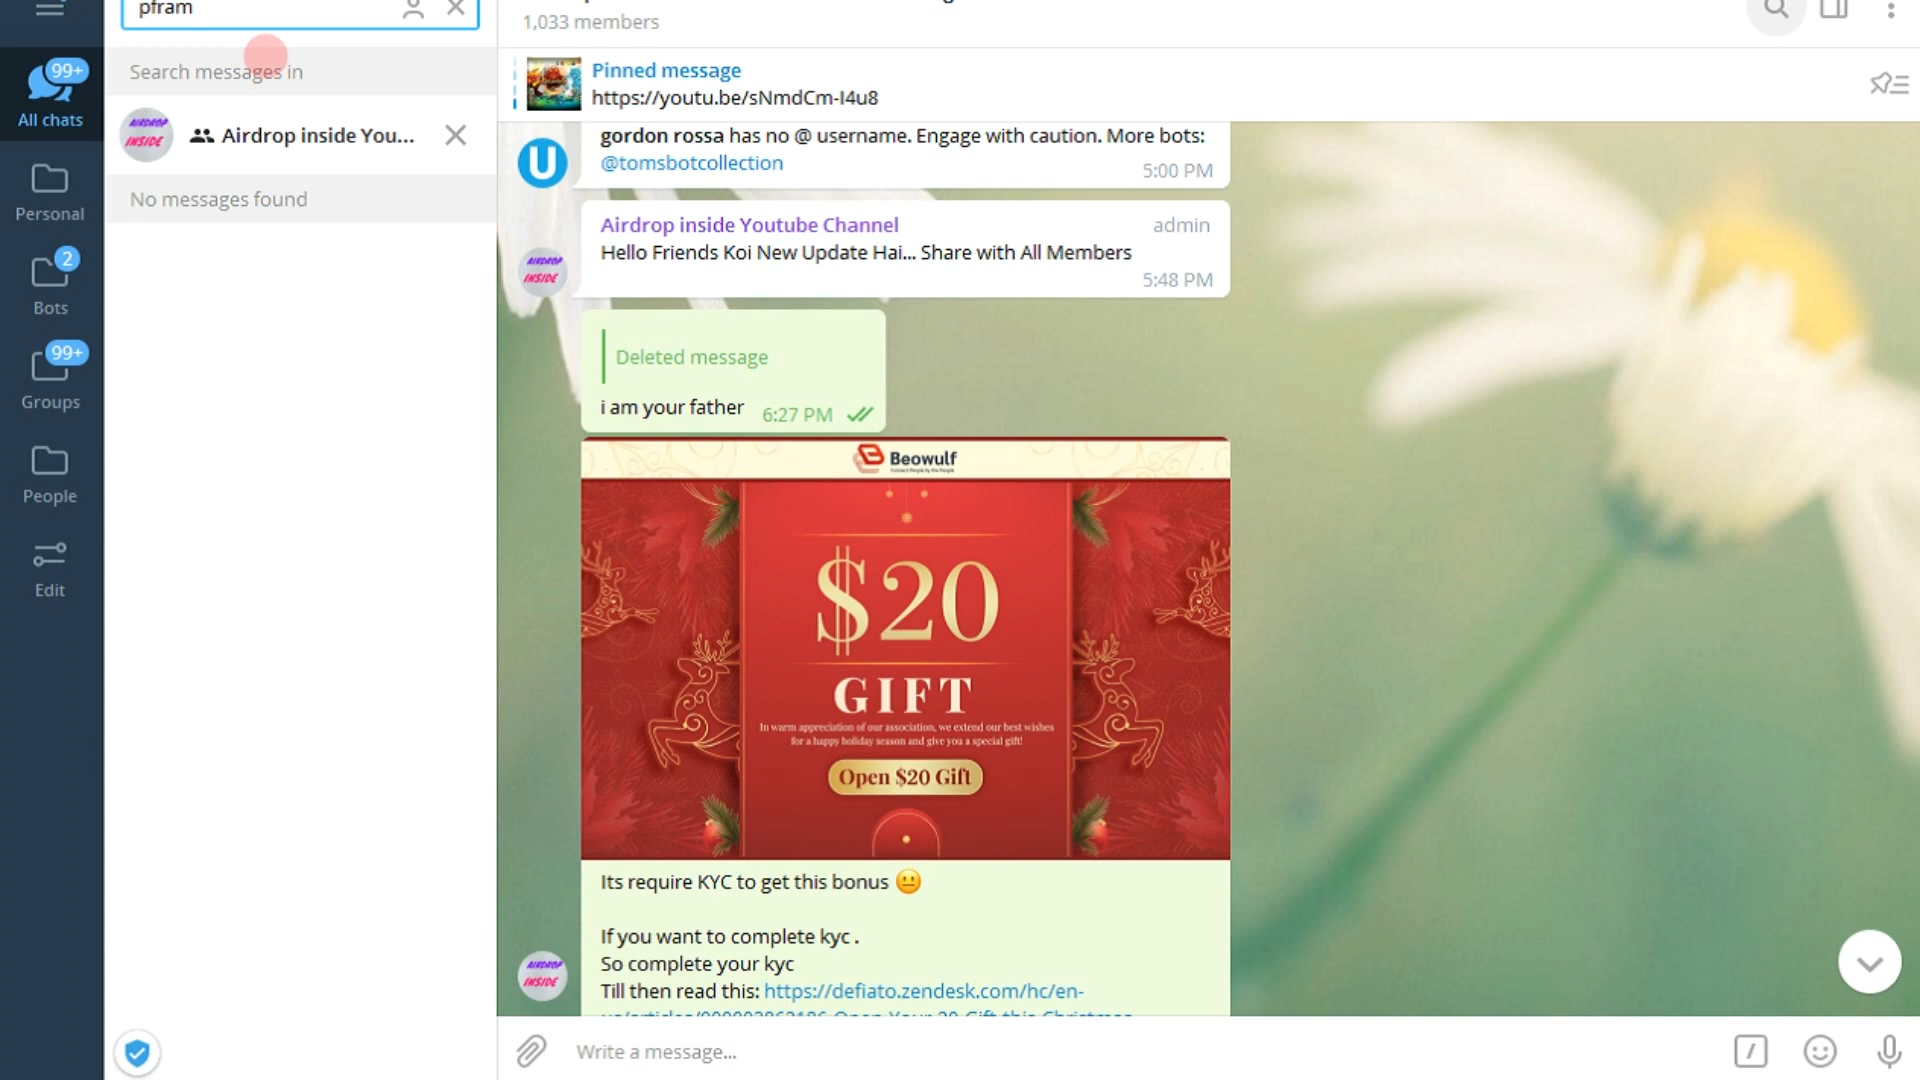 pfram
1,033 members
Search messages in
Pinned message
https://youtu.be/sNmdCm-I4u8
99+
All chats
AIRDROP
INSIDE
Airdrop inside You...
No messages found
Personal
2
Bots
99+
Groups
People
Edit
gordon rossa has no @ username. Engage with caution. More bots:
@tomsbotcollection
5:00 PM
U
Airdrop inside Youtube Channel
admin
Hello Friends Koi New Update Hai... Share with All Members
5:48 PM
AIRDROP
INSIDE
Deleted message
i am your father
6:27 PM
Beowulf
$20
GIFT
In warm appreciation of our association, we extend our best wishes
for a happy holiday season and give you a special gift!
Open $20 Gift
Its require KYC to get this bonus
If you want to complete kyc .
So complete your kyc
Till then read this: https://defiato.zendesk.com/hc/en-
AIRDROP
INSIDE
Write a message...